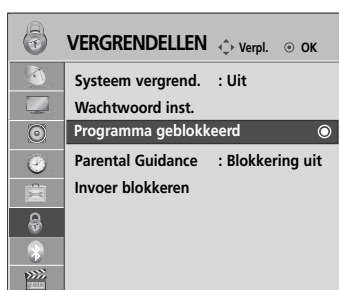 VERGRENDELLEN Verpl. OK
Systeem vergrend. : Uit
Wachtwoord inst.
Programma geblokkeerd
Parental Guidance : Blokkering uit
Invoer blokkeren